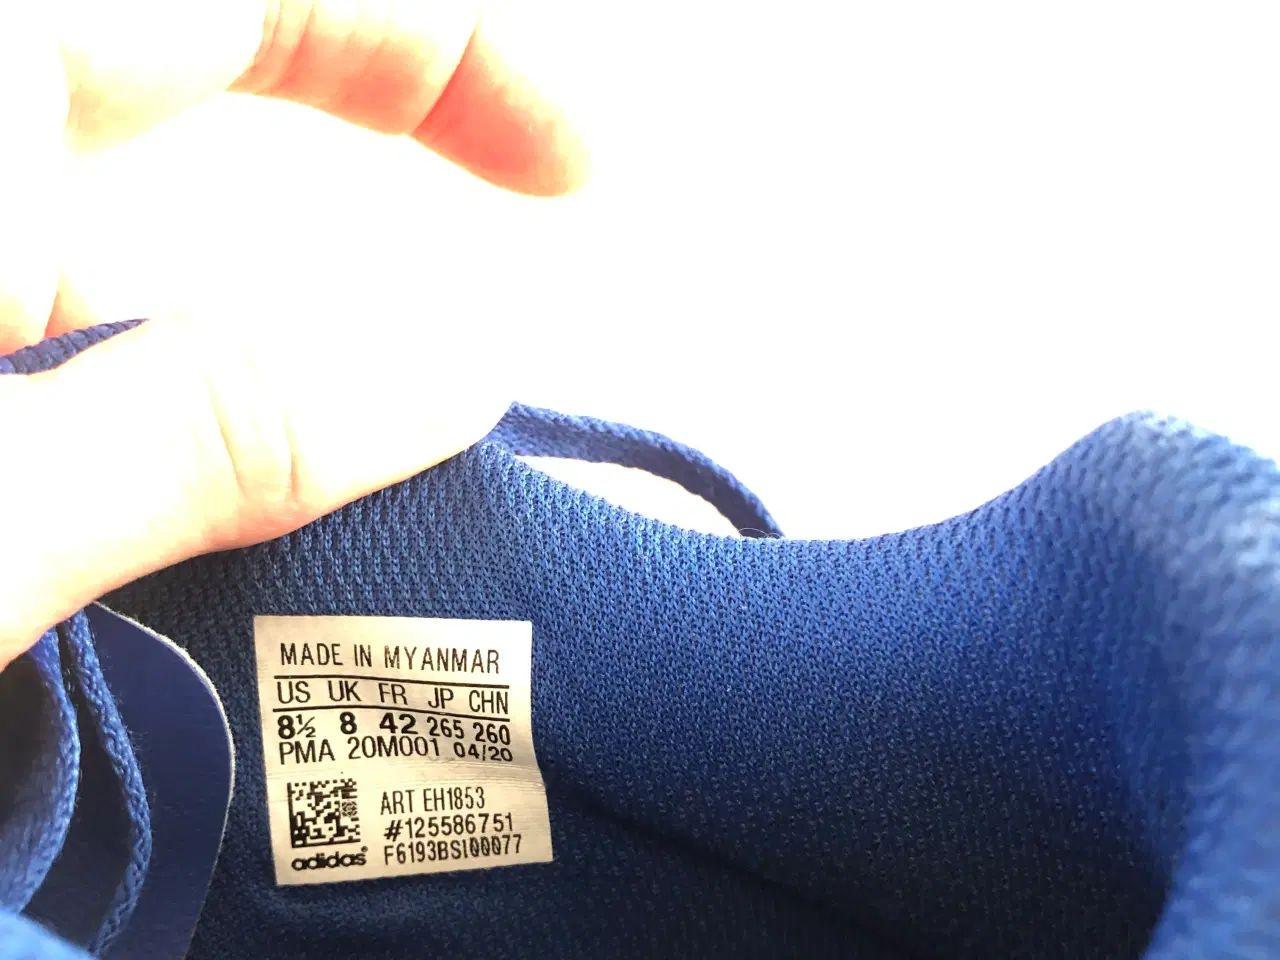 MADE IN MYANMAR
US UK FR JP CHN
8½ 8 42 265 260
PMA 20M001 04/20
ART EH1853
#125586751
F6193BSI00077
adidas